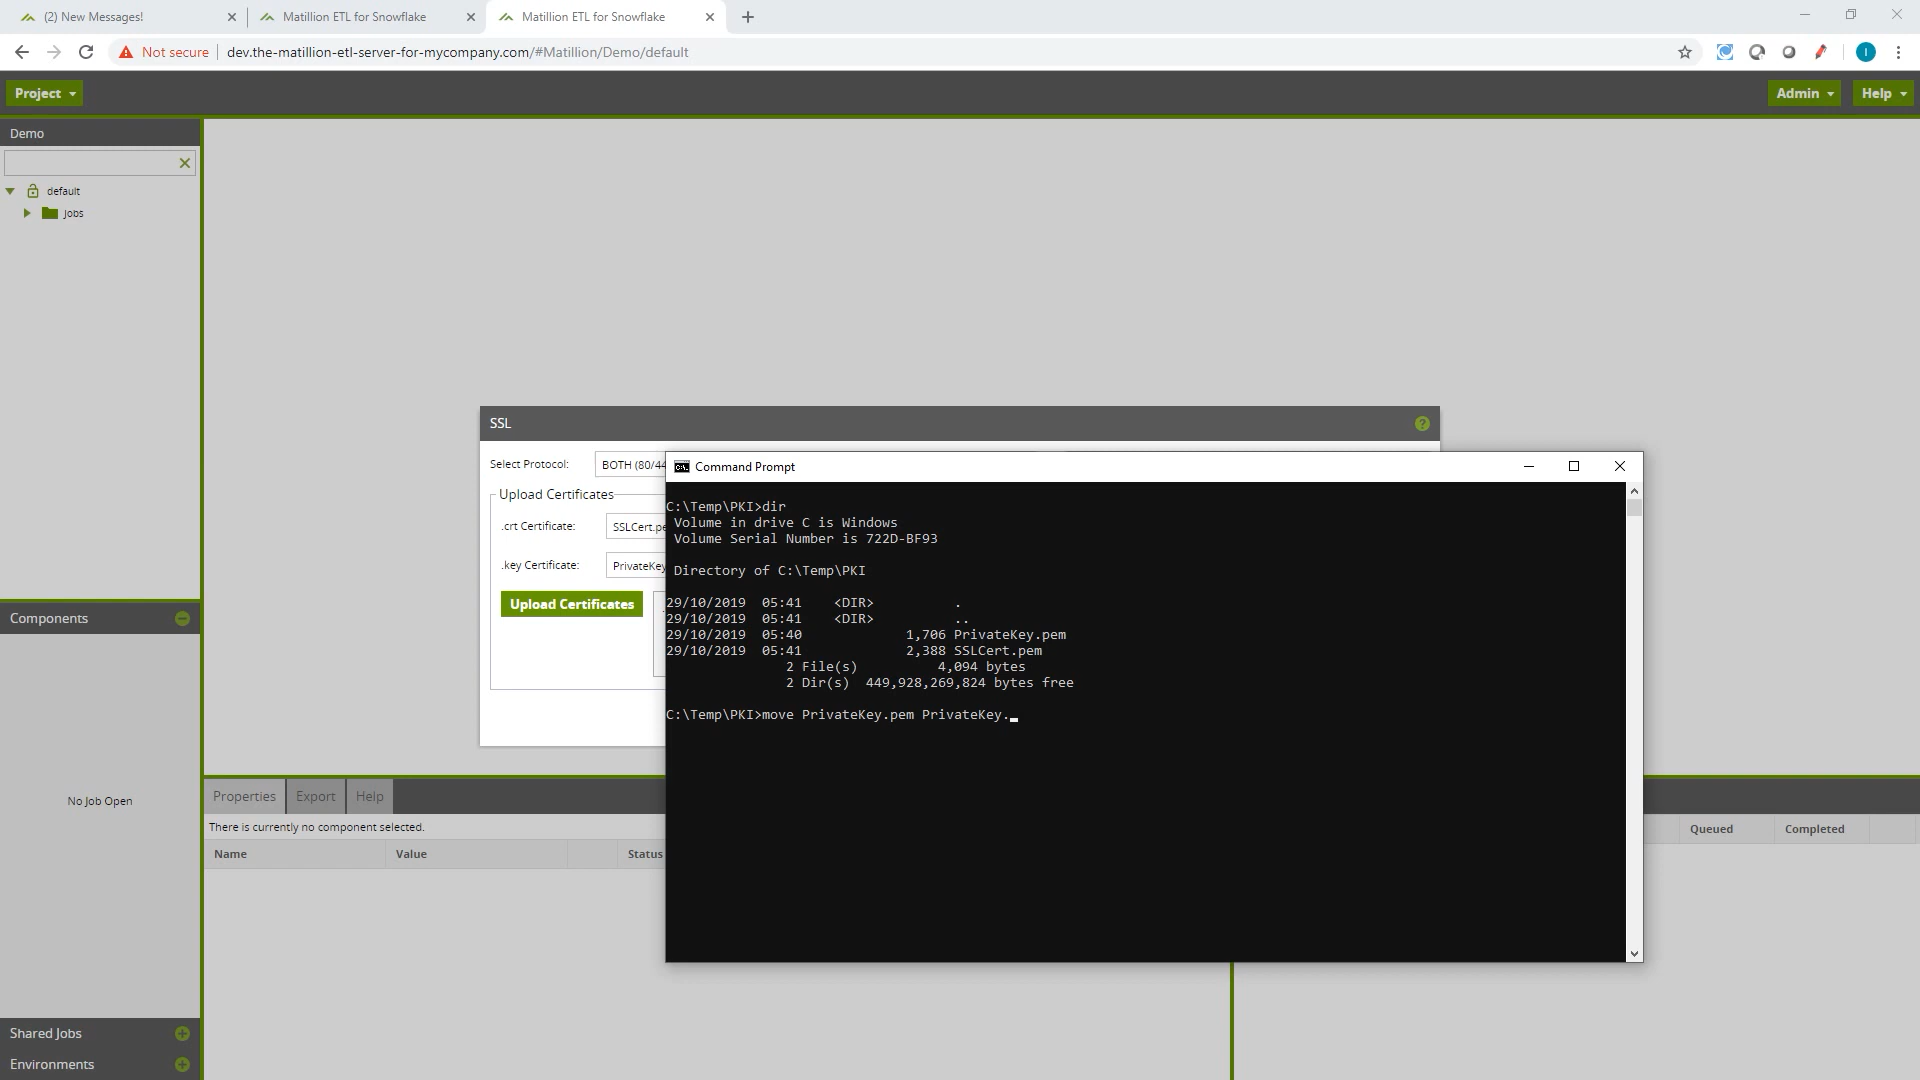 (2) New Messages!
Matillion ETL for Snowflake
Matillion ETL for Snowflake
Not secure
dev.the-matillion-etl-server-for-mycompany.com/#Matillion/Demo/default
I
Project
Admin
Help
Demo
default
Jobs
SSL
?
Select Protocol:
BOTH (80/44
Upload Certificates
.crt Certificate:
SSLCert.pe
.key Certificate:
PrivateKey
Upload Certificates
Command Prompt
C:\Temp\PKI>dir
Volume in drive C is Windows
Volume Serial Number is 722D-BF93
Directory of C:\Temp\PKI
29/10/2019 05:41 <DIR> .
29/10/2019 05:41 <DIR> ..
29/10/2019 05:40 1,706 PrivateKey.pem
29/10/2019 05:41 2,388 SSLCert.pem
2 File(s) 4,094 bytes
2 Dir(s) 449,928,269,824 bytes free
C:\Temp\PKI>move PrivateKey.pem PrivateKey._
Components
No Job Open
Properties
Export
Help
There is currently no component selected.
Name
Value
Status
Queued
Completed
Shared Jobs
Environments